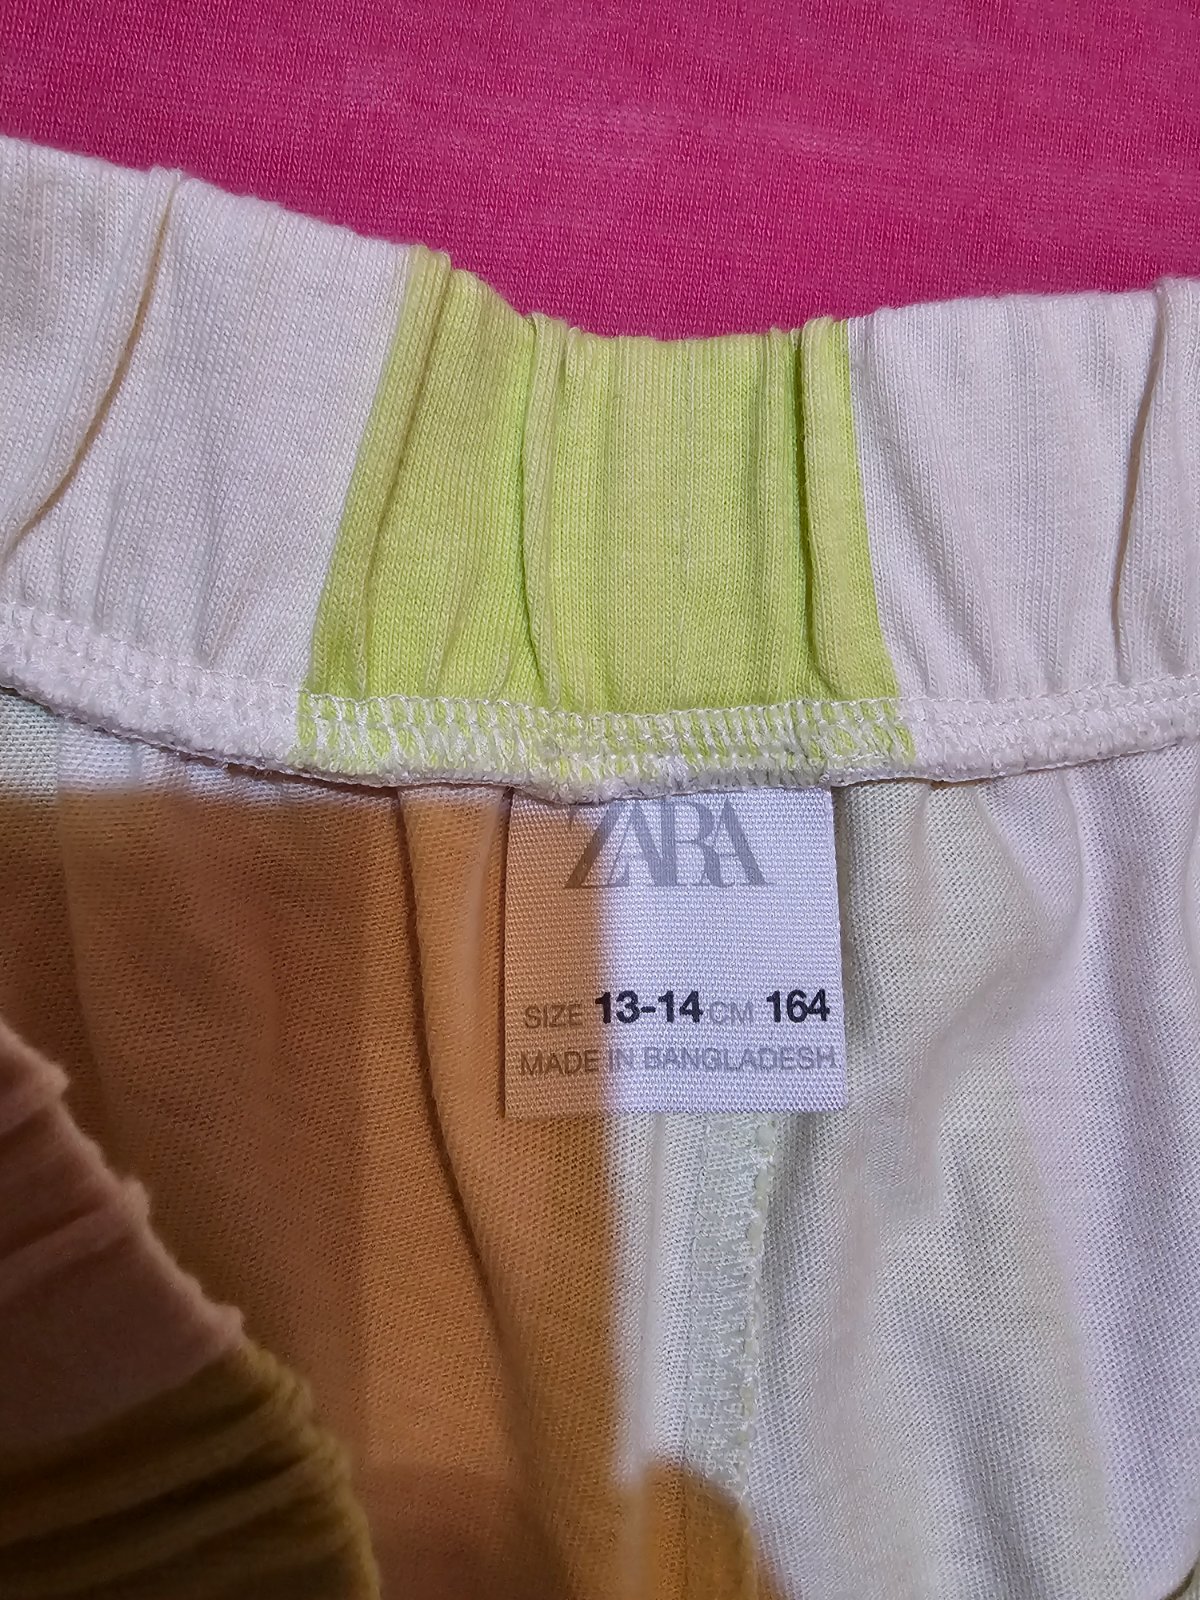 ZARA
SIZE 13-14 CM 164
MADE IN BANGLADESH